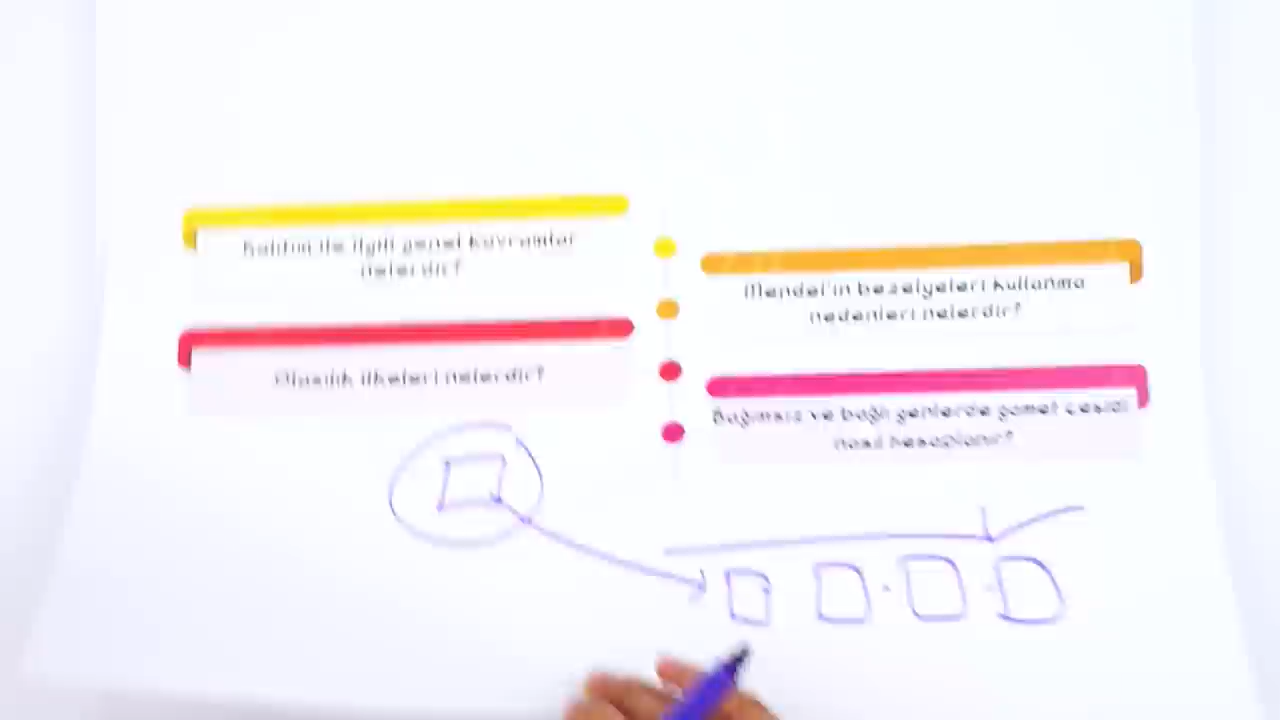 Kalıtım ile ilgili genel kavramlar
nelerdir?
Mendel'in bezelyeleri kullanma
nedenleri nelerdir?
Olasılık ilkeleri nelerdir?
Bağımsız ve bağlı genlerde gamet çeşidi
nasıl hesaplanır?